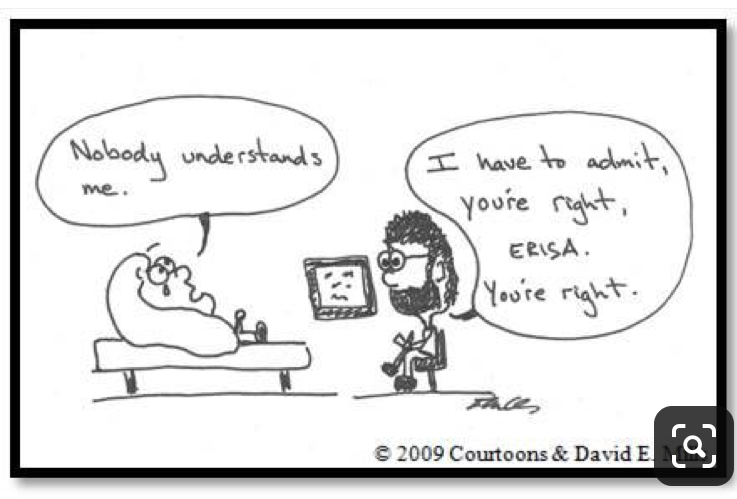 Nobody understands
me.
I have to admit,
you're right,
ERISA.
You're right.
© 2009 Courtoons & David E.